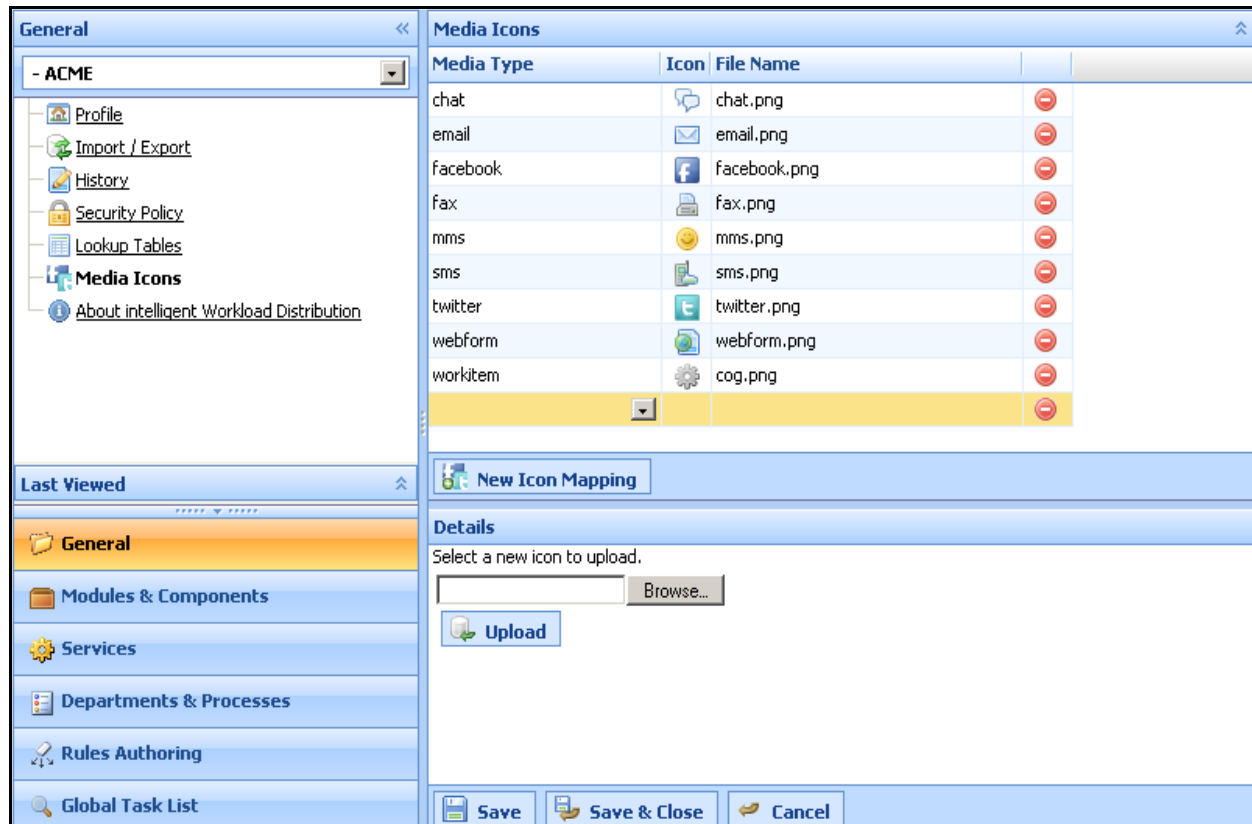 General
- ACME
Profile
Import / Export
History
Security Policy
Lookup Tables
Media Icons
About intelligent Workload Distribution
Last Viewed
General
Modules & Components
Services
Departments & Processes
Rules Authoring
Global Task List
Media Icons
Media Type Icon File Name
chat chat.png
email email.png
facebook facebook.png
fax fax.png
mms mms.png
sms sms.png
twitter twitter.png
webform webform.png
workitem cog.png
New Icon Mapping
Details
Select a new icon to upload.
Browse...
Upload
Save Save & Close Cancel